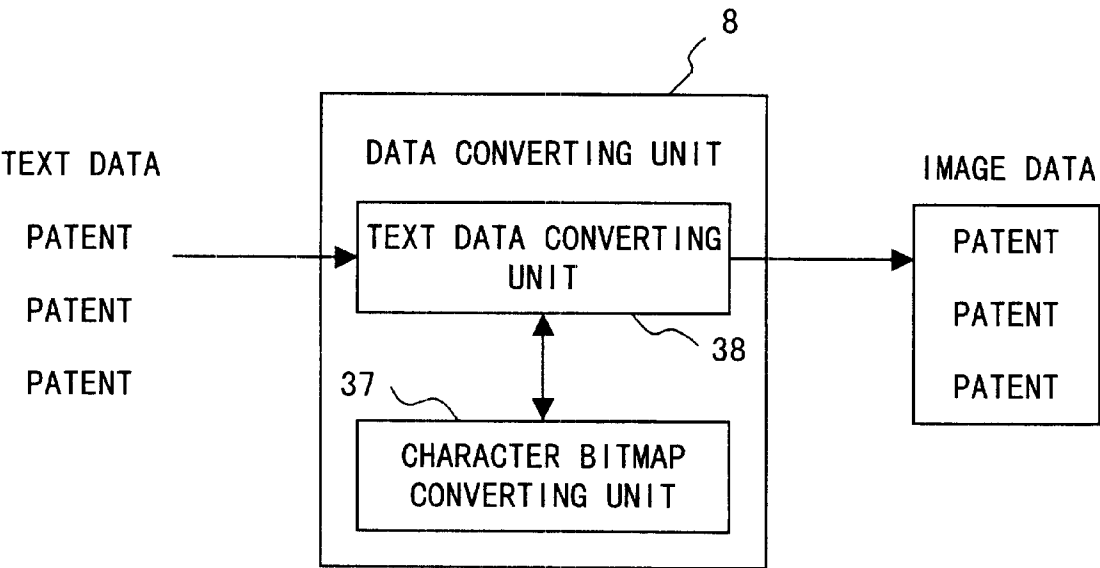 8
DATA CONVERTING UNIT
TEXT DATA
IMAGE DATA
PATENT
PATENT
PATENT
TEXT DATA CONVERTING
UNIT
38
37
CHARACTER BITMAP
CONVERTING UNIT
PATENT
PATENT
PATENT